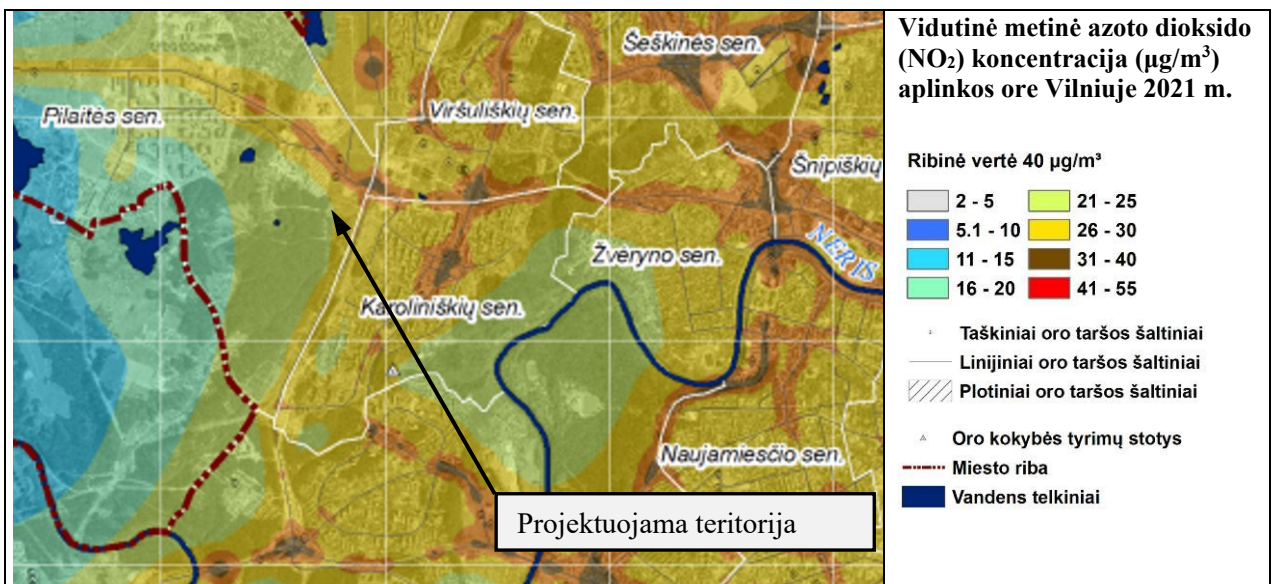 Šeškinės sen.
Viršuliškių sen.
Pilaitės sen.
Šnipiškių
NERIS
Žvėryno sen.
Karoliniškių sen.
Naujamiesčio sen.
Projektuojama teritorija
Vidutinė metinė azoto dioksido
(NO₂) koncentracija (µg/m³)
aplinkos ore Vilniuje 2021 m.
Ribinė vertė 40 µg/m³
2 - 5 21 - 25
5.1 - 10 26 - 30
11 - 15 31 - 40
16 - 20 41 - 55
Taškiniai oro taršos šaltiniai
Linijiniai oro taršos šaltiniai
Plotiniai oro taršos šaltiniai
Oro kokybės tyrimų stotys
Miesto riba
Vandens telkiniai